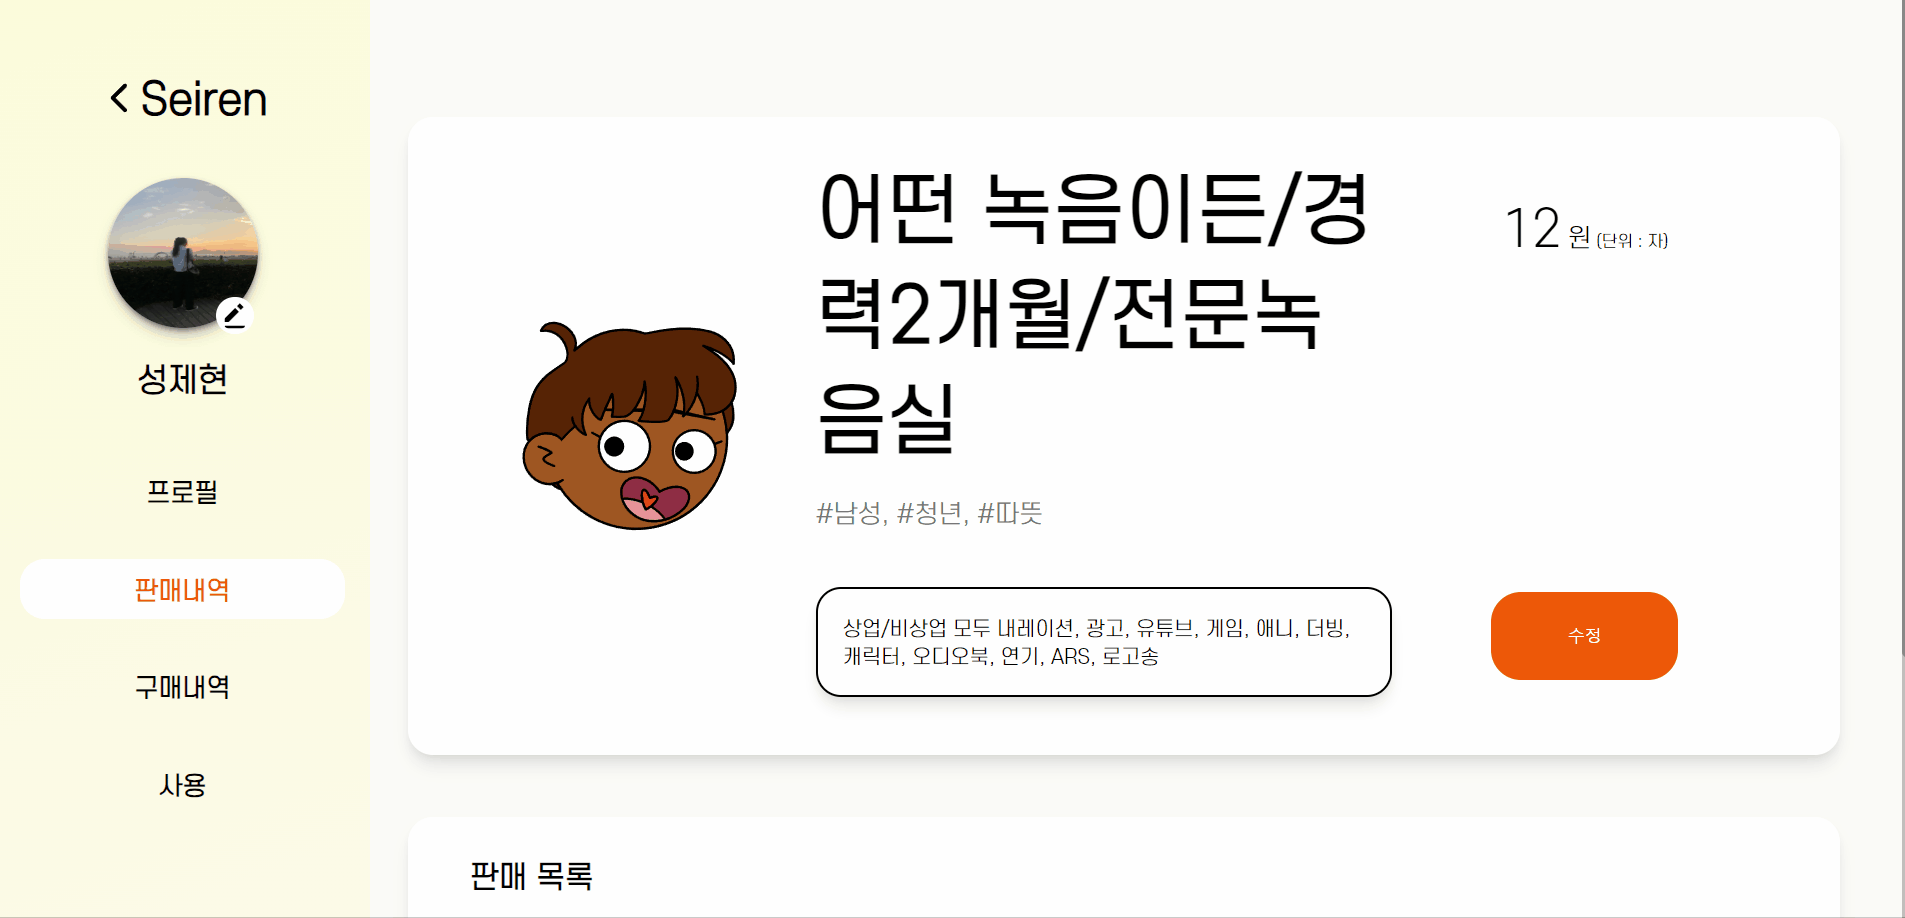 Seiren
성제현
프로필
판매내역
구매내역
사용
어떤 녹음이든/경
력2개월/전문녹
음실
12 원 (단위 : 자)
#남성, #청년, #따뜻
상업/비상업 모두 내레이션, 광고, 유튜브, 게임, 애니, 더빙,
캐릭터, 오디오북, 연기, ARS, 로고송
수정
판매 목록